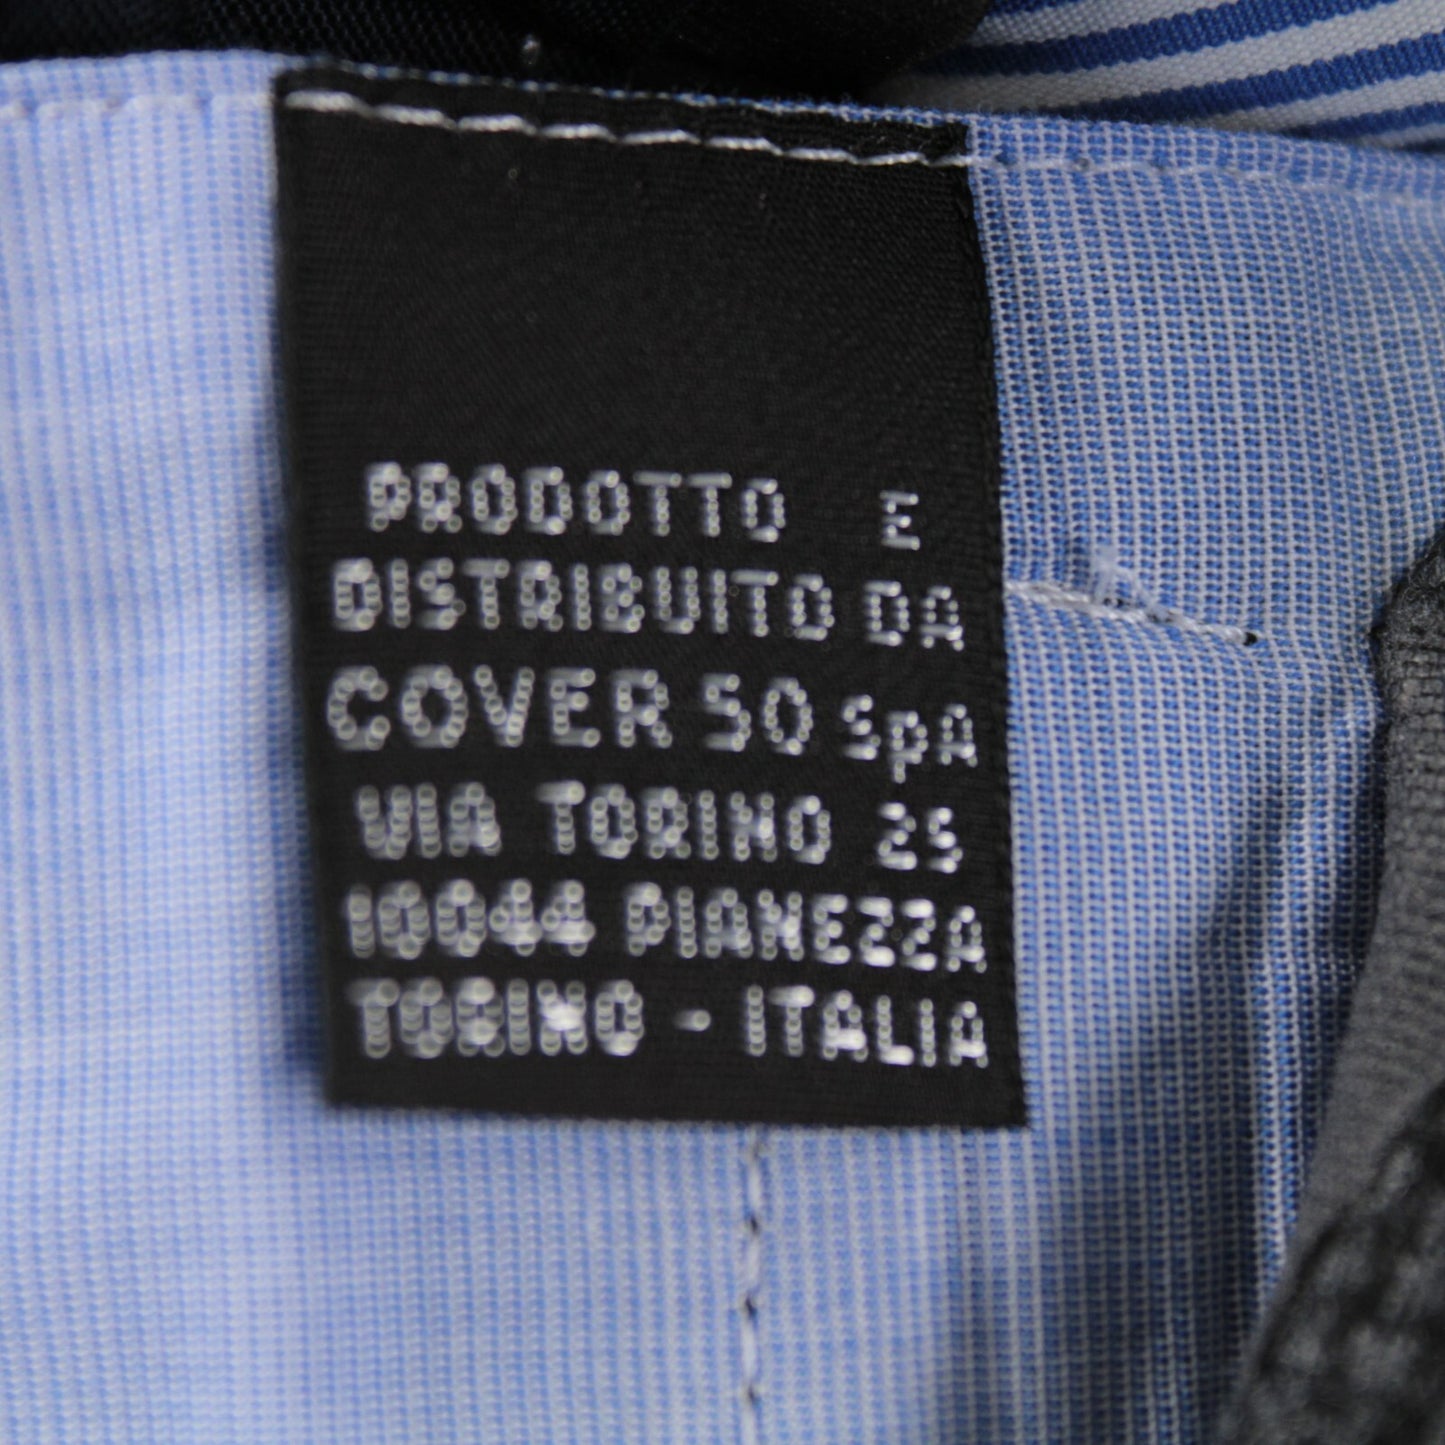 PRODOTTO E
DISTRIBUITO DA
COVER 50 SpA
VIA TORINO 25
10044 PIANEZZA
TORINO - ITALIA